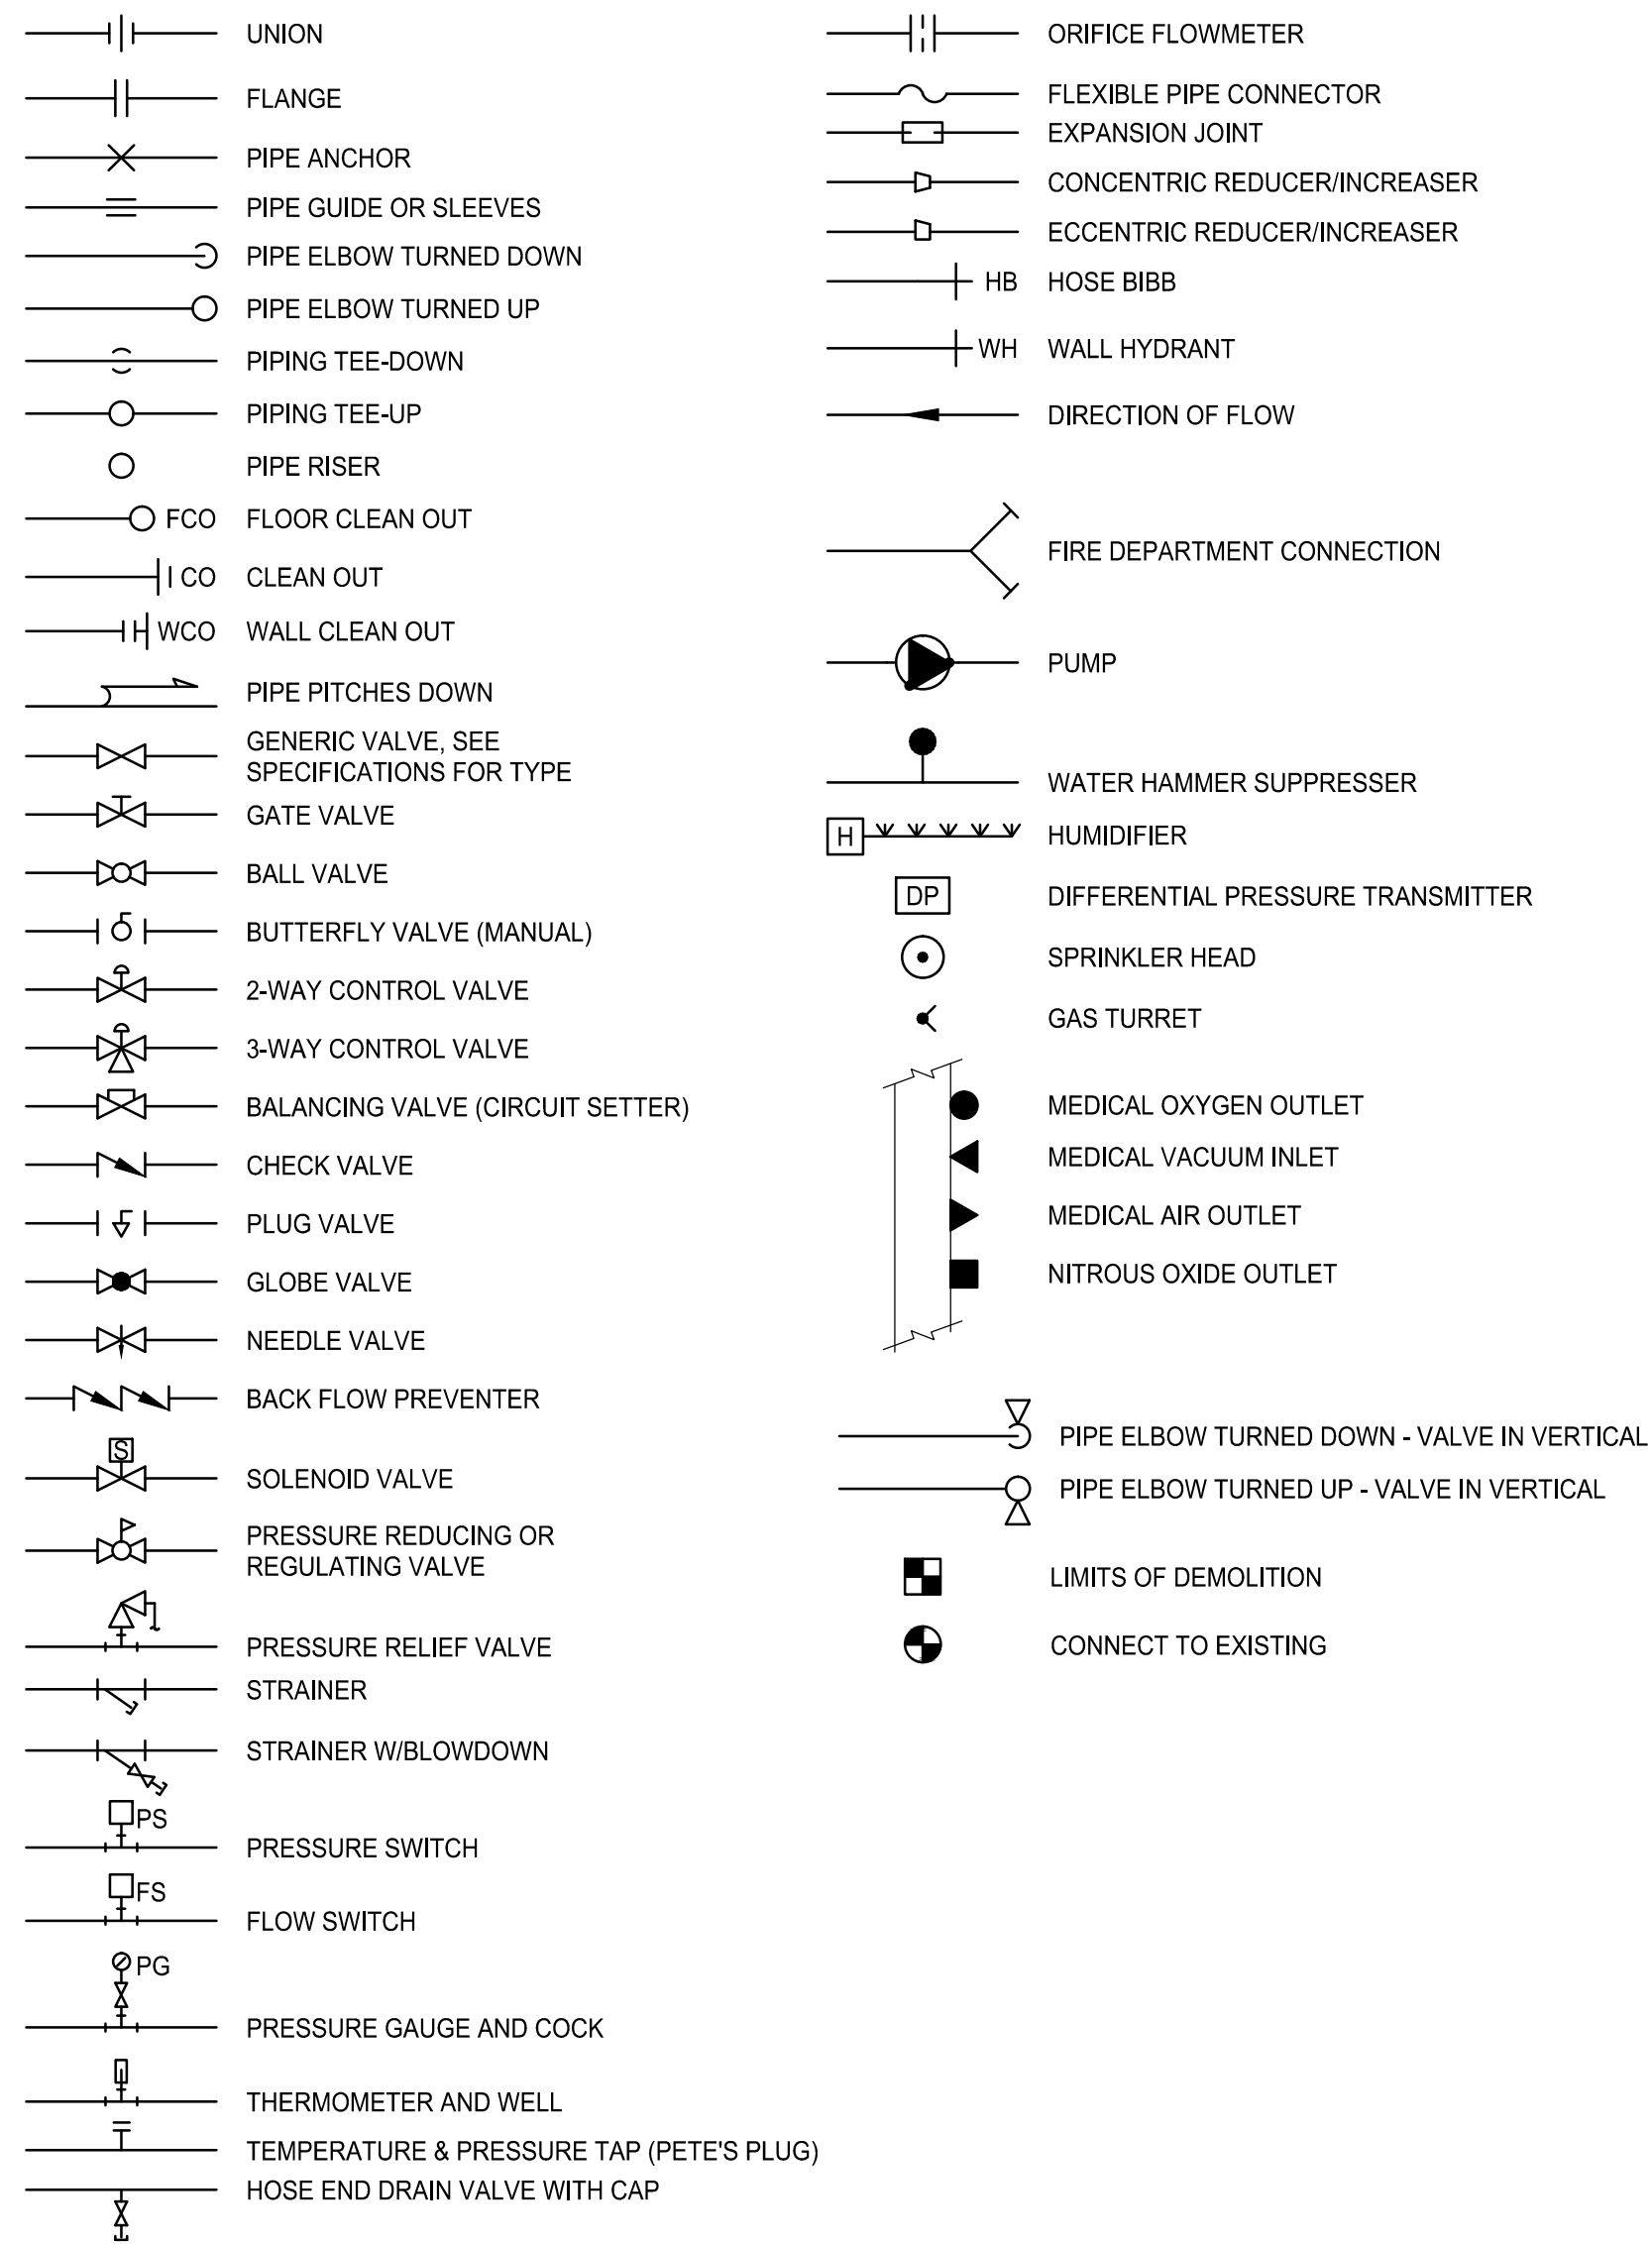 UNION
FLANGE
PIPE ANCHOR
PIPE GUIDE OR SLEEVES
PIPE ELBOW TURNED DOWN
PIPE ELBOW TURNED UP
PIPING TEE-DOWN
PIPING TEE-UP
PIPE RISER
FCO FLOOR CLEAN OUT
CO CLEAN OUT
WCO WALL CLEAN OUT
PIPE PITCHES DOWN
GENERIC VALVE, SEE
SPECIFICATIONS FOR TYPE
GATE VALVE
BALL VALVE
BUTTERFLY VALVE (MANUAL)
2-WAY CONTROL VALVE
3-WAY CONTROL VALVE
BALANCING VALVE (CIRCUIT SETTER)
CHECK VALVE
PLUG VALVE
GLOBE VALVE
NEEDLE VALVE
BACK FLOW PREVENTER
S
SOLENOID VALVE
PRESSURE REDUCING OR
REGULATING VALVE
PRESSURE RELIEF VALVE
STRAINER
STRAINER W/BLOWDOWN
PS
PRESSURE SWITCH
FS
FLOW SWITCH
PG
PRESSURE GAUGE AND COCK
THERMOMETER AND WELL
TEMPERATURE & PRESSURE TAP (PETE'S PLUG)
HOSE END DRAIN VALVE WITH CAP
ORIFICE FLOWMETER
FLEXIBLE PIPE CONNECTOR
EXPANSION JOINT
CONCENTRIC REDUCER/INCREASER
ECCENTRIC REDUCER/INCREASER
HB HOSE BIBB
WH WALL HYDRANT
DIRECTION OF FLOW
FIRE DEPARTMENT CONNECTION
PUMP
WATER HAMMER SUPPRESSER
H HUMIDIFIER
DP DIFFERENTIAL PRESSURE TRANSMITTER
SPRINKLER HEAD
GAS TURRET
MEDICAL OXYGEN OUTLET
MEDICAL VACUUM INLET
MEDICAL AIR OUTLET
NITROUS OXIDE OUTLET
PIPE ELBOW TURNED DOWN - VALVE IN VERTICAL
PIPE ELBOW TURNED UP - VALVE IN VERTICAL
LIMITS OF DEMOLITION
CONNECT TO EXISTING